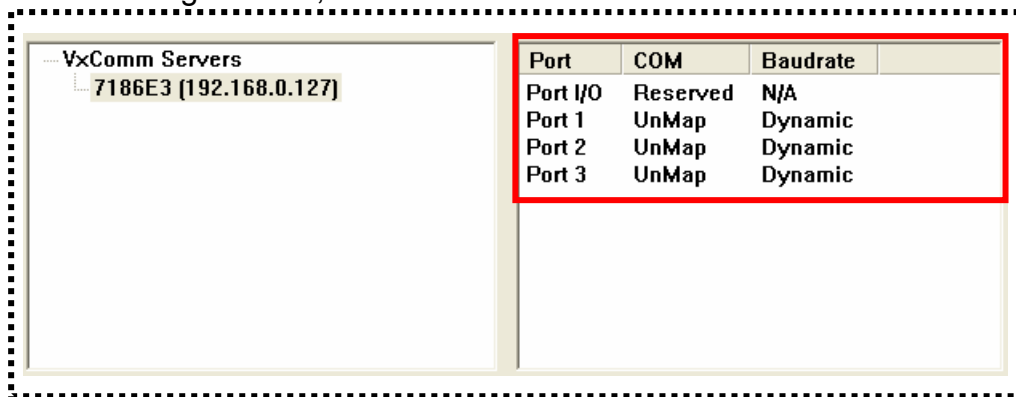 VxComm Servers
7186E3 (192.168.0.127)
Port COM Baudrate
Port I/O Reserved N/A
Port 1 UnMap Dynamic
Port 2 UnMap Dynamic
Port 3 UnMap Dynamic